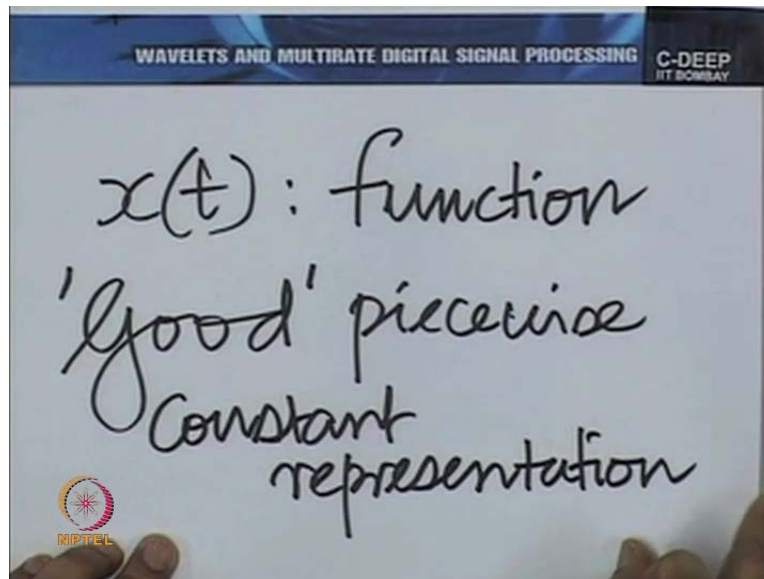 WAVELETS AND MULTIRATE DIGITAL SIGNAL PROCESSING
C-DEEP
IIT BOMBAY
x(t) : function
'Good' piecewise
constant
representation
NPTEL